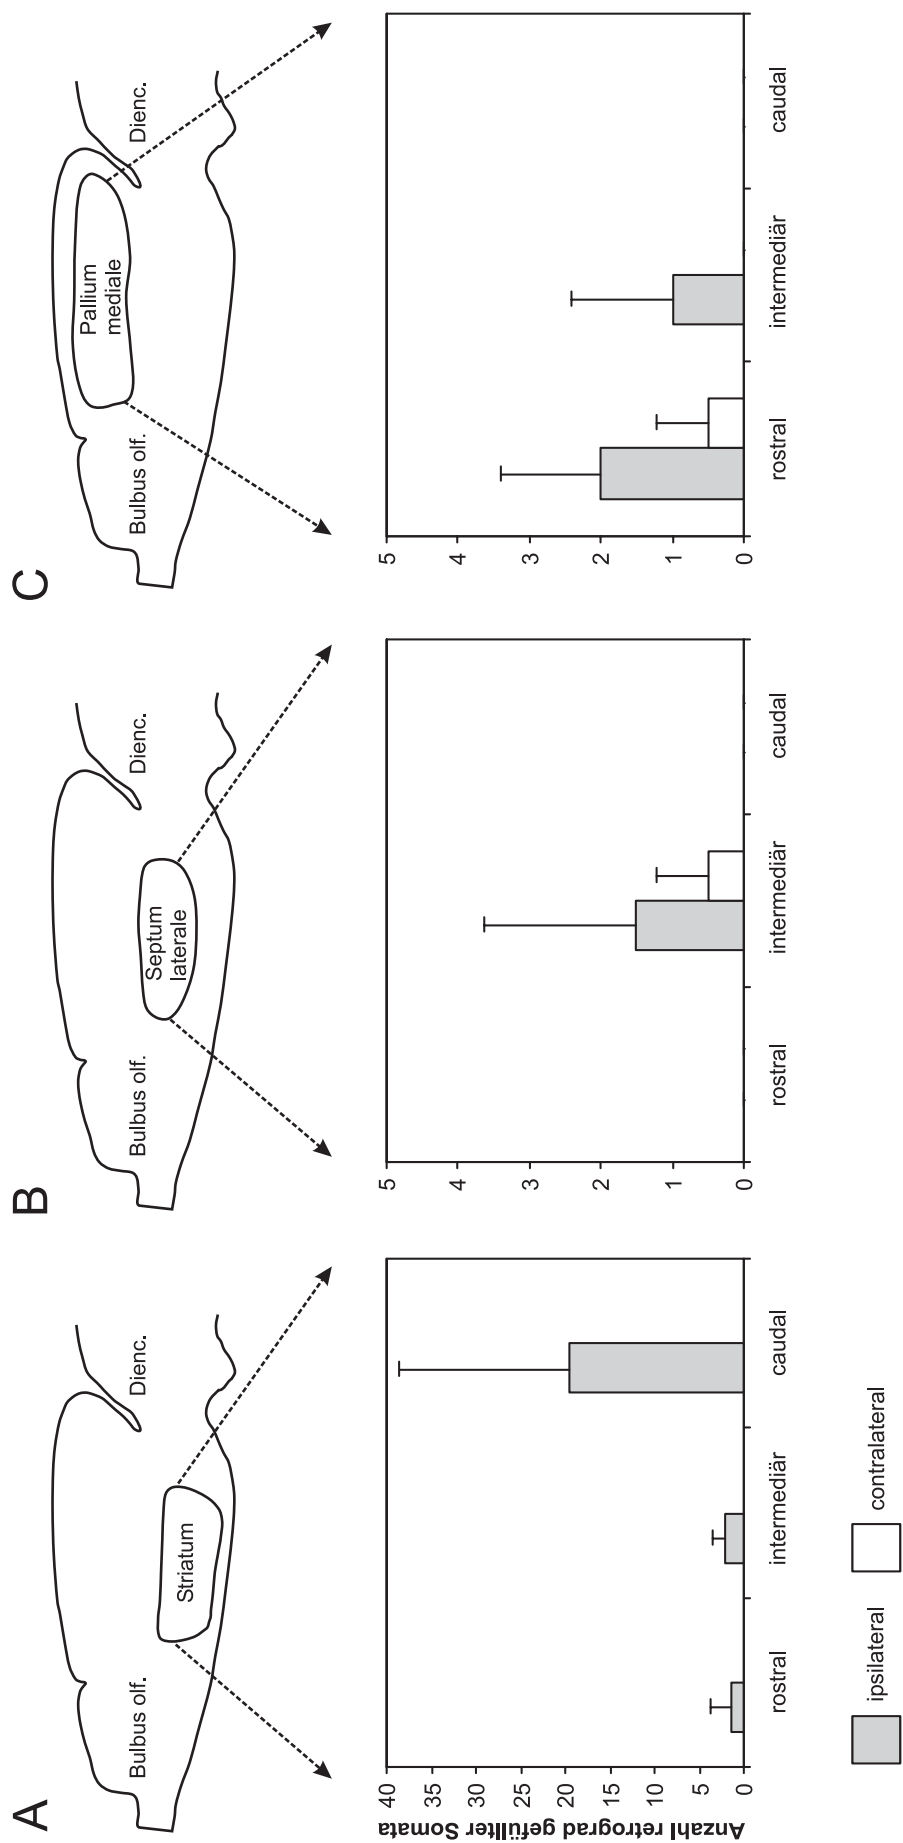 A
Bulbus olf.
Dienc.
Striatum
Anzahl retrograd gefüllter Somata
40
35
30
25
20
15
10
5
0
rostral
intermediär
caudal
B
Bulbus olf.
Dienc.
Septum
laterale
5
4
3
2
1
0
rostral
intermediär
caudal
C
Bulbus olf.
Dienc.
Pallium
mediale
5
4
3
2
1
0
rostral
intermediär
caudal
ipsilateral
contralateral